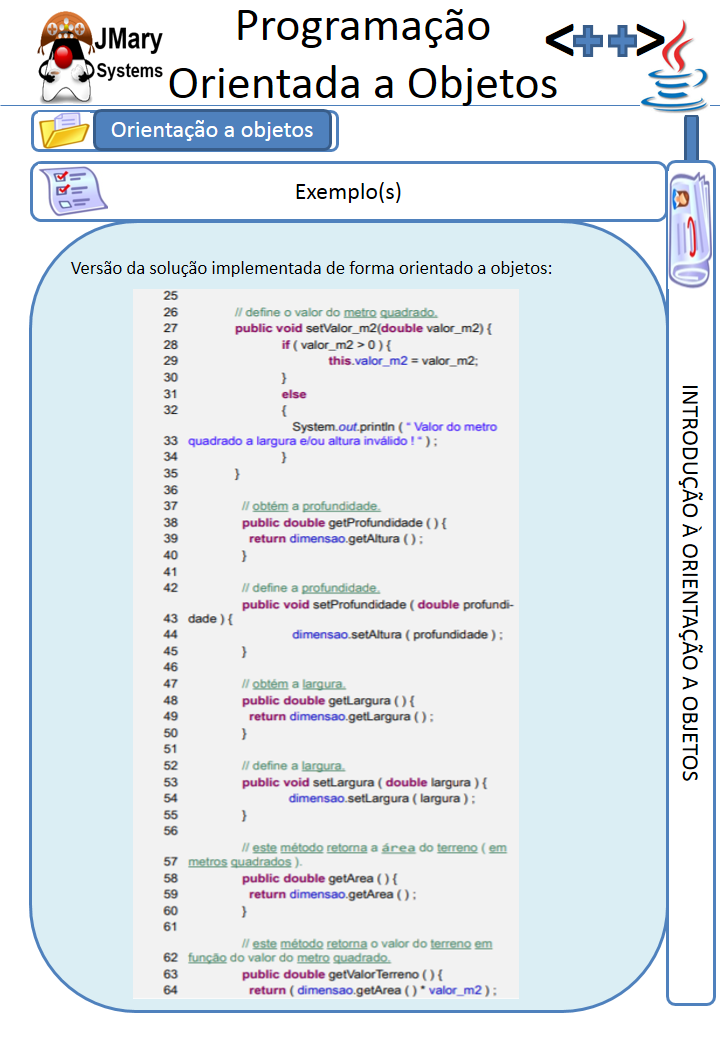 JMary
Systems
Programação
Orientada a Objetos
<++>
Orientação a objetos
Exemplo(s)
Versão da solução implementada de forma orientado a objetos:
25
26 // define o valor do metro quadrado.
27 public void setValor_m2(double valor_m2) {
28 if ( valor_m2 > 0 ) {
29 this.valor_m2 = valor_m2;
30 }
31 else
32 {
System.out.println ( " Valor do metro
33 quadrado a largura e/ou altura inválido ! " ) ;
34 }
35 }
36
37 // obtém a profundidade.
38 public double getProfundidade ( ) {
39 return dimensao.getAltura ( ) ;
40 }
41
42 // define a profundidade.
public void setProfundidade ( double profundi-
43 dade ) {
44 dimensao.setAltura ( profundidade ) ;
45 }
46
47 // obtém a largura.
48 public double getLargura ( ) {
49 return dimensao.getLargura ( ) ;
50 }
51
52 // define a largura.
53 public void setLargura ( double largura ) {
54 dimensao.setLargura ( largura ) ;
55 }
56
// este método retorna a área do terreno ( em
57 metros quadrados ).
58 public double getArea ( ) {
59 return dimensao.getArea ( ) ;
60 }
61
// este método retorna o valor do terreno em
62 função do valor do metro quadrado.
63 public double getValorTerreno ( ) {
64 return ( dimensao.getArea ( ) * valor_m2 ) ;
INTRODUÇÃO À ORIENTAÇÃO A OBJETOS